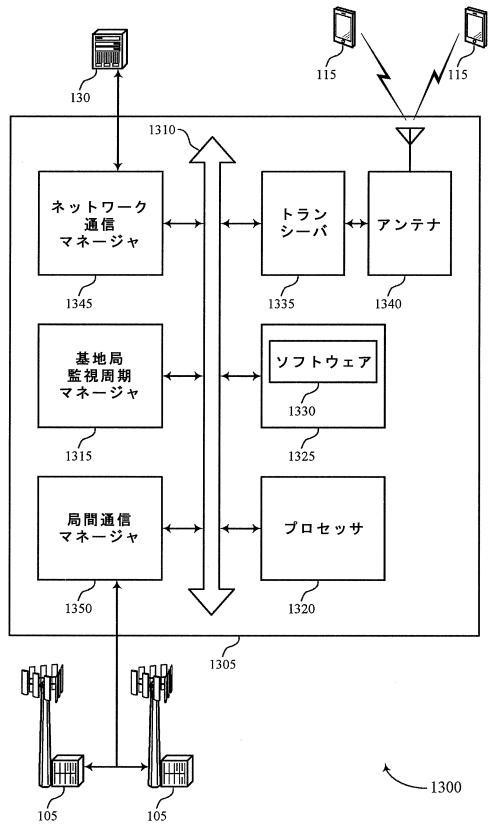 130
115
115
1310
ネットワーク
通信
マネージャ
1345
トラン
シーバ
1335
アンテナ
1340
基地局
監視周期
マネージャ
1315
ソフトウェア
1330
1325
局間通信
マネージャ
1350
プロセッサ
1320
1305
105
105
1300